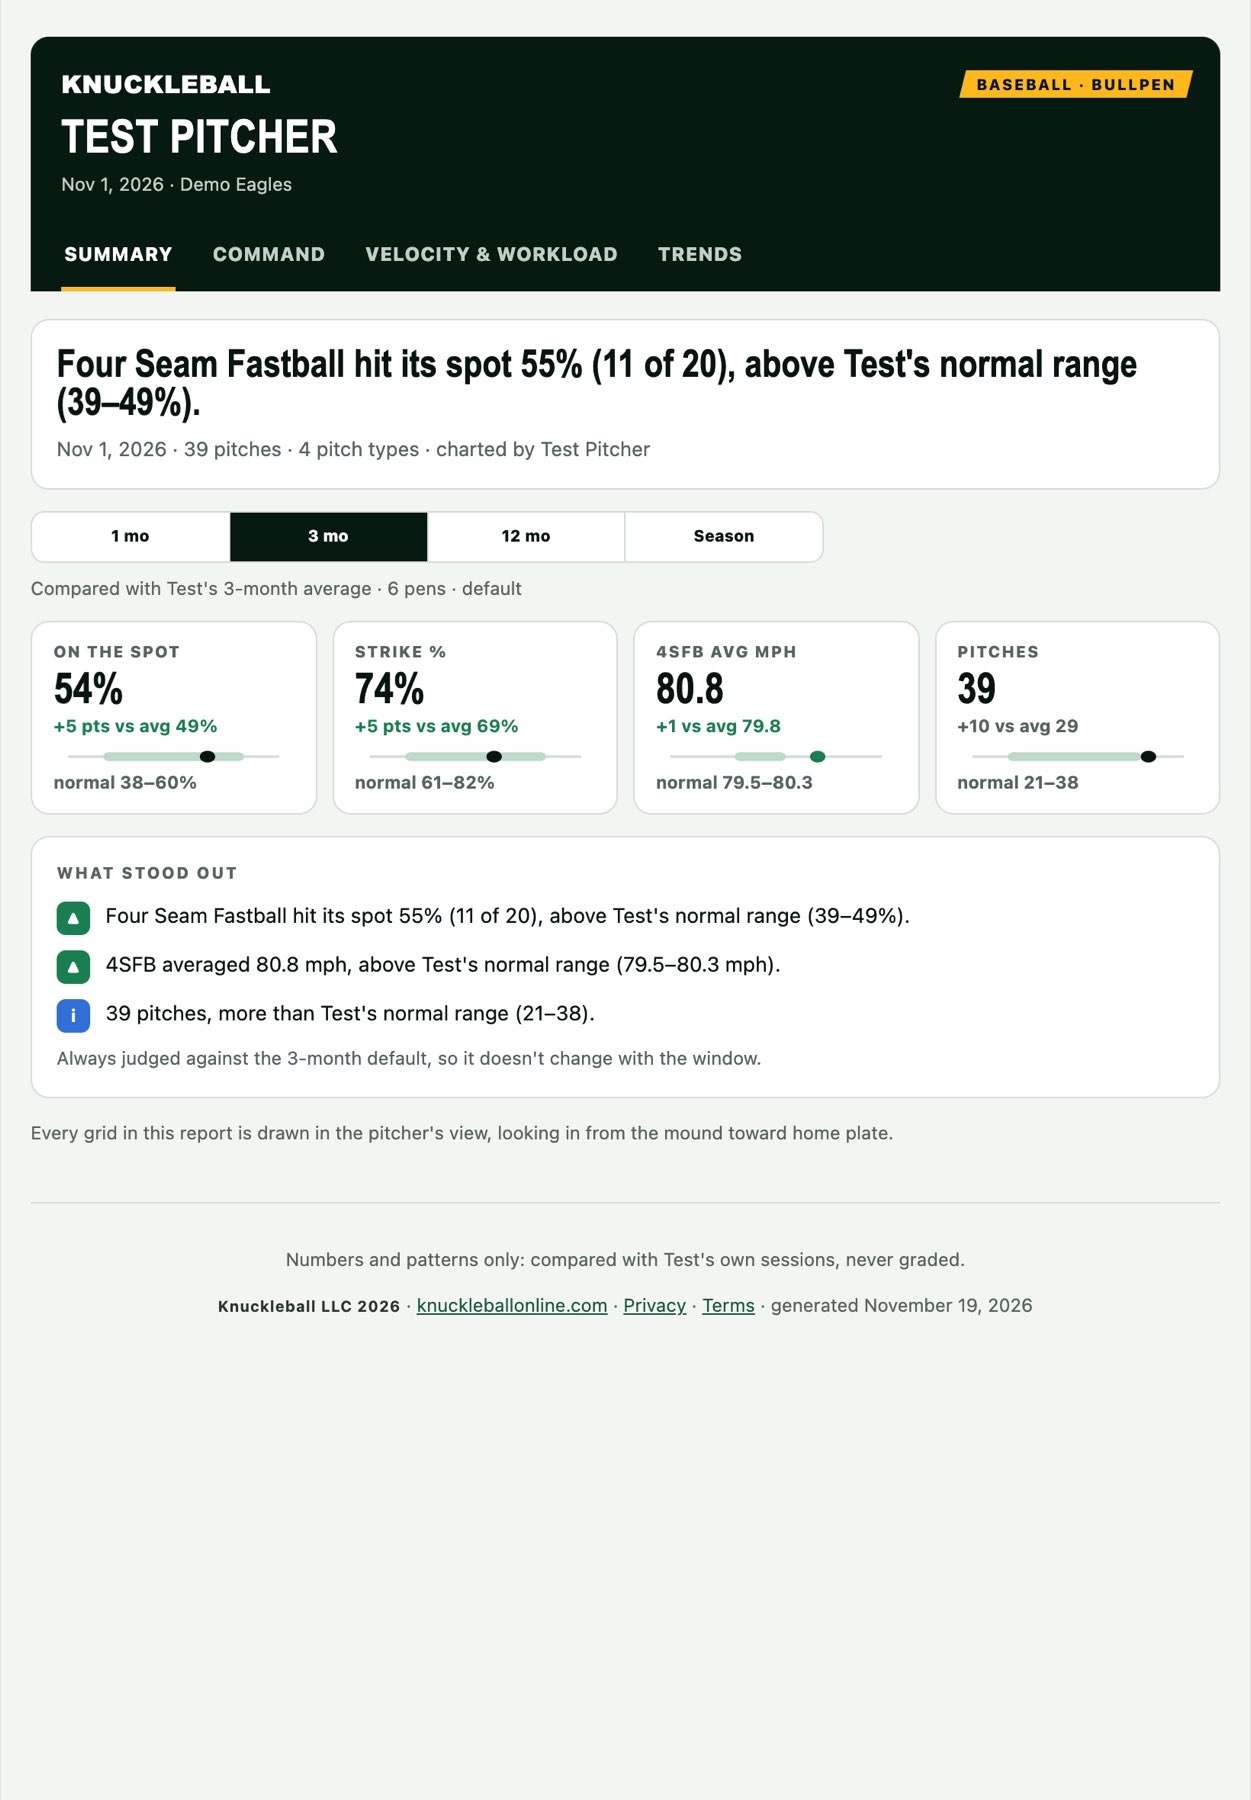 KNUCKLEBALL
BASEBALL · BULLPEN
TEST PITCHER
Nov 1, 2026 · Demo Eagles
SUMMARY COMMAND VELOCITY & WORKLOAD TRENDS
Four Seam Fastball hit its spot 55% (11 of 20), above Test's normal range
(39–49%).
Nov 1, 2026 · 39 pitches · 4 pitch types · charted by Test Pitcher
1 mo 3 mo 12 mo Season
Compared with Test's 3-month average · 6 pens · default
ON THE SPOT
54%
+5 pts vs avg 49%
normal 38–60%
STRIKE %
74%
+5 pts vs avg 69%
normal 61–82%
4SFB AVG MPH
80.8
+1 vs avg 79.8
normal 79.5–80.3
PITCHES
39
+10 vs avg 29
normal 21–38
WHAT STOOD OUT
Four Seam Fastball hit its spot 55% (11 of 20), above Test's normal range (39–49%).
4SFB averaged 80.8 mph, above Test's normal range (79.5–80.3 mph).
i 39 pitches, more than Test's normal range (21–38).
Always judged against the 3-month default, so it doesn't change with the window.
Every grid in this report is drawn in the pitcher's view, looking in from the mound toward home plate.
Numbers and patterns only: compared with Test's own sessions, never graded.
Knuckleball LLC 2026 · knuckleballonline.com · Privacy · Terms · generated November 19, 2026